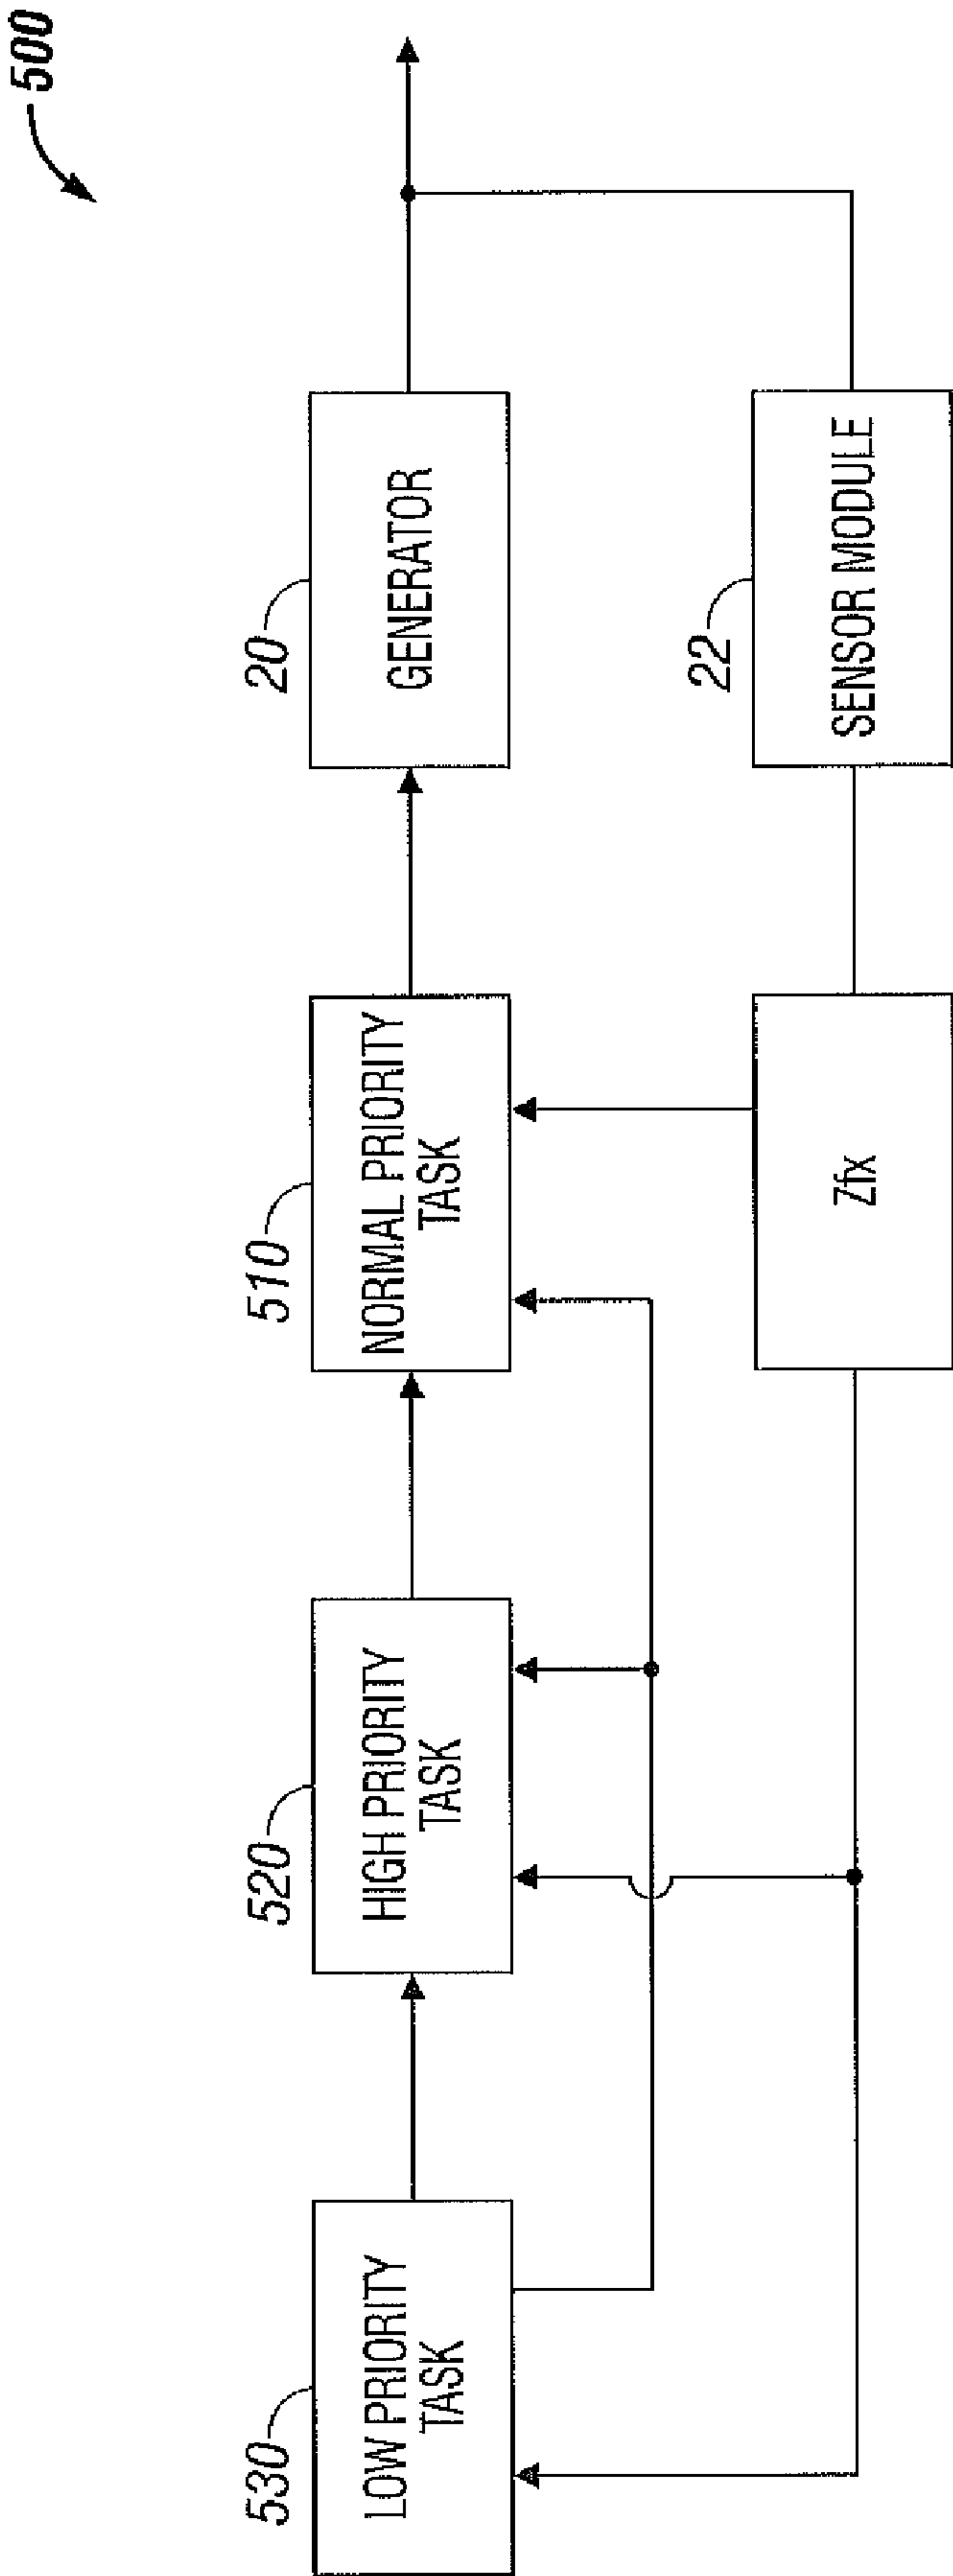 500
530
LOW PRIORITY
TASK
520
HIGH PRIORITY
TASK
510
NORMAL PRIORITY
TASK
20
GENERATOR
Zfx
22
SENSOR MODULE